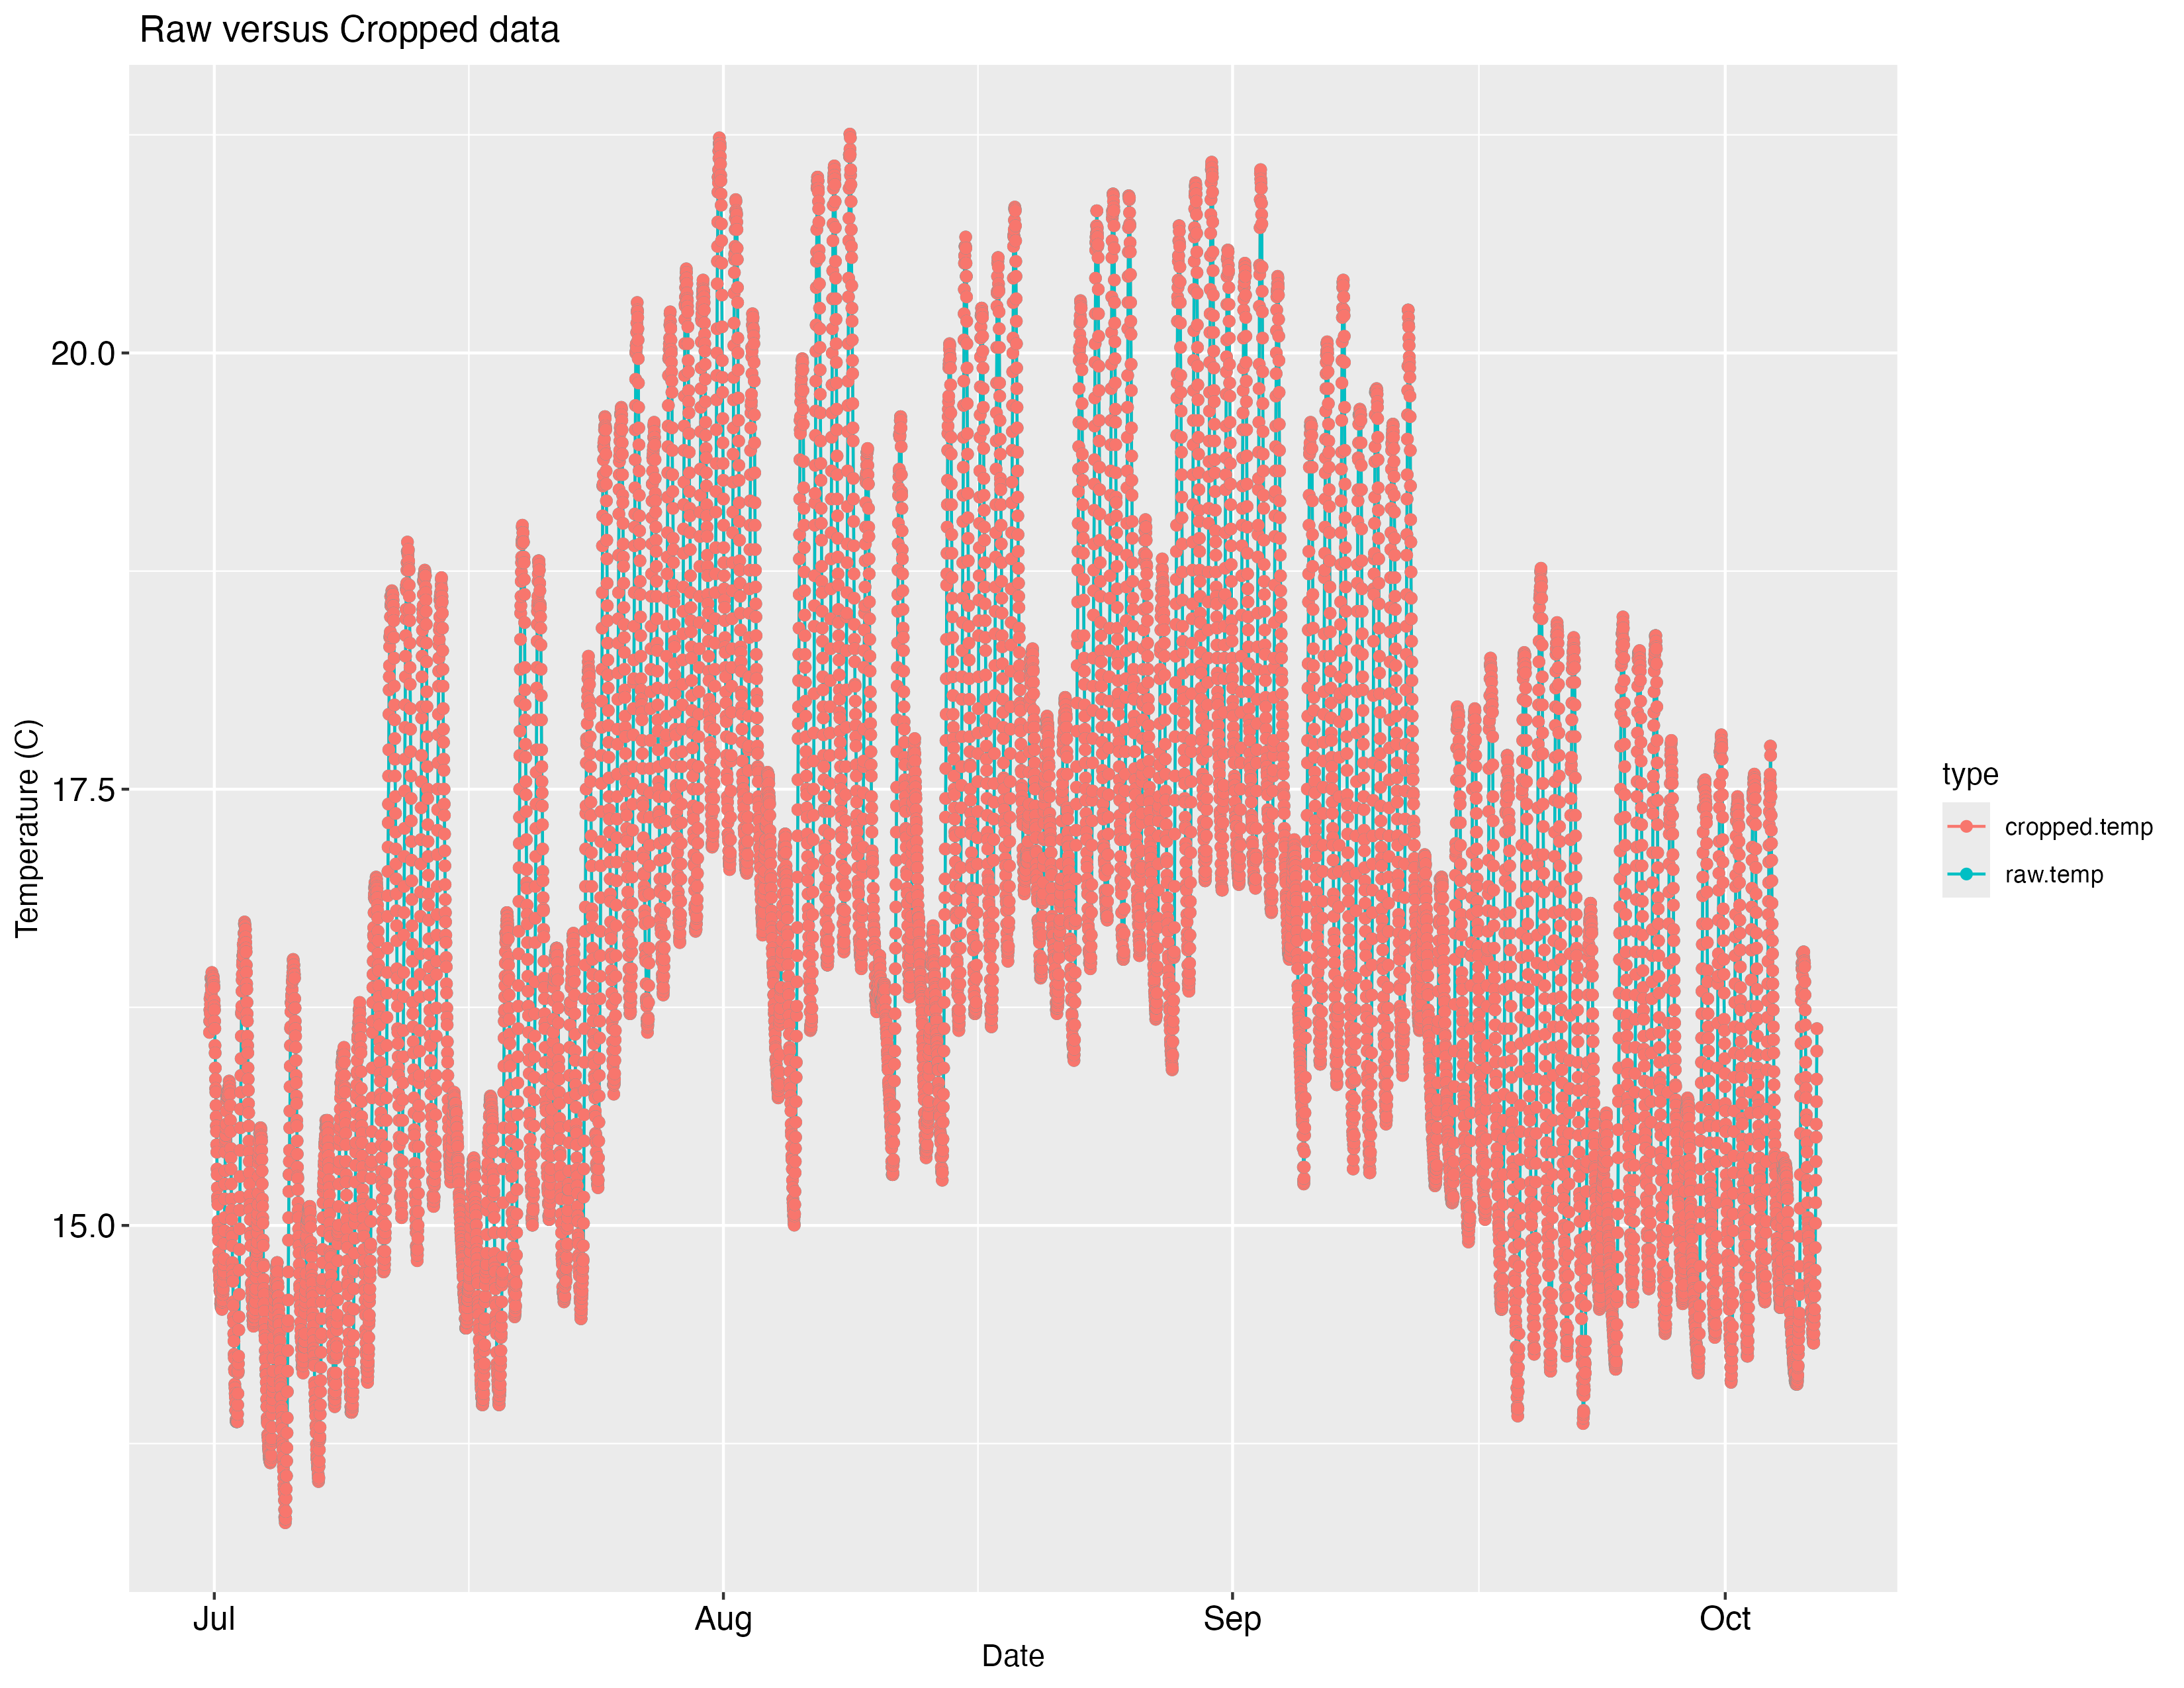 Raw versus Cropped data
Temperature (C)
20.0
17.5
15.0
Jul
Aug
Sep
Oct
Date
type
cropped.temp
raw.temp